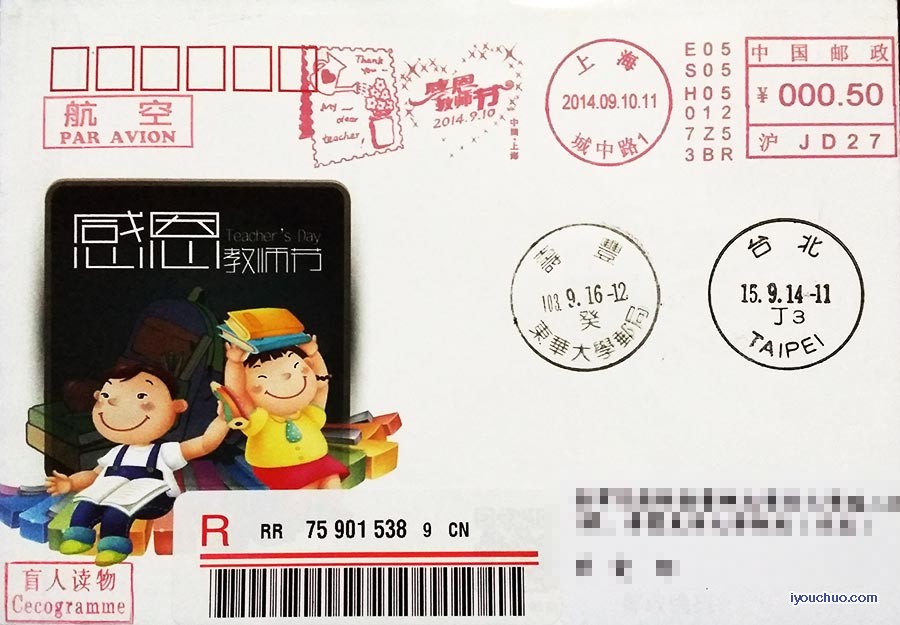 航 空
PAR AVION
Thank
you
My
dear
teacher
感恩
教师节
2014.9.10
中国·上海
上海
2014.09.10.11
城中路1
E05
S05
H05
012
7Z5
3BR
中国邮政
¥ 000.50
沪 JD27
感恩
Teacher's Day
教师节
豐
103 9.16-12
癸
東華大學郵局
台北
15.9.14-11
J3
TAIPEI
R RR 75 901 538 9 CN
盲人读物
Cecogramme
iyouchuo.com